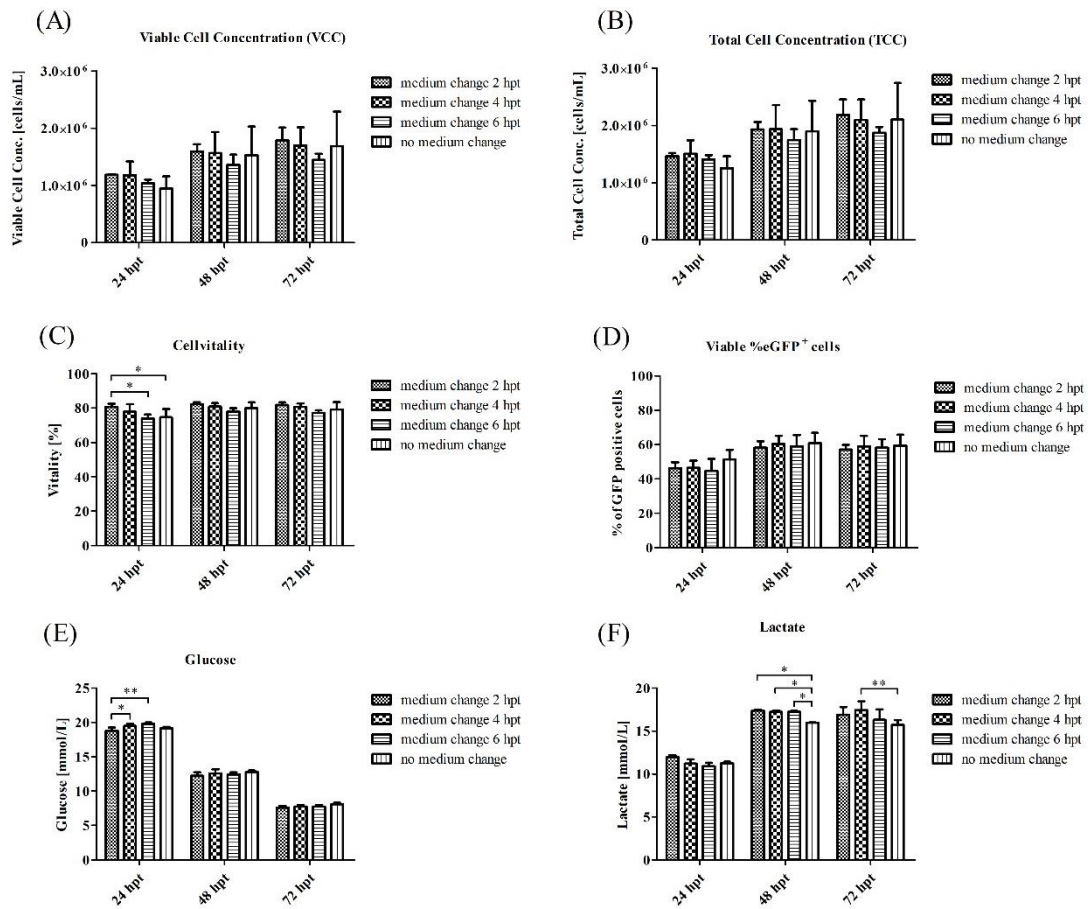 (A)
Viable Cell Concentration (VCC)
Viable Cell Conc. [cells/mL]
3.0×10⁶
2.0×10⁶
1.0×10⁶
0
24 hpt
48 hpt
72 hpt
medium change 2 hpt
medium change 4 hpt
medium change 6 hpt
no medium change
(B)
Total Cell Concentration (TCC)
Total Cell Conc. [cells/mL]
3.0×10⁶
2.0×10⁶
1.0×10⁶
0
24 hpt
48 hpt
72 hpt
medium change 2 hpt
medium change 4 hpt
medium change 6 hpt
no medium change
(C)
Cellvitality
Vitality [%]
100
80
60
40
20
0
*
*
24 hpt
48 hpt
72 hpt
medium change 2 hpt
medium change 4 hpt
medium change 6 hpt
no medium change
(D)
Viable %eGFP⁺ cells
% of GFP positive cells
100
80
60
40
20
0
24 hpt
48 hpt
72 hpt
medium change 2 hpt
medium change 4 hpt
medium change 6 hpt
no medium change
(E)
Glucose
Glucose [mmol/L]
25
20
15
10
5
0
**
*
24 hpt
48 hpt
72 hpt
medium change 2 hpt
medium change 4 hpt
medium change 6 hpt
no medium change
(F)
Lactate
Lactate [mmol/L]
20
15
10
5
0
*
*
*
**
24 hpt
48 hpt
72 hpt
medium change 2 hpt
medium change 4 hpt
medium change 6 hpt
no medium change